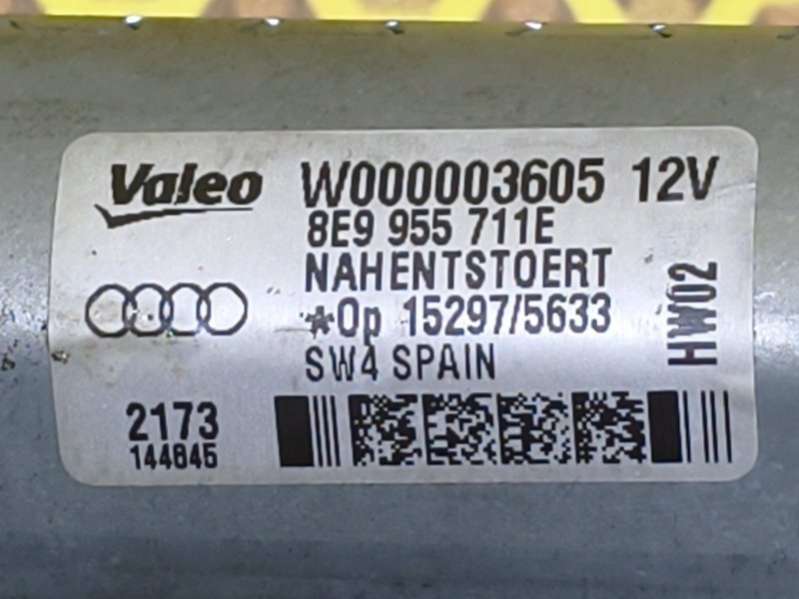 Valeo W000003605 12V
8E9 955 711E
NAHENTSTOERT
*Op 15297/5633
SW4 SPAIN
HW02
2173
144845